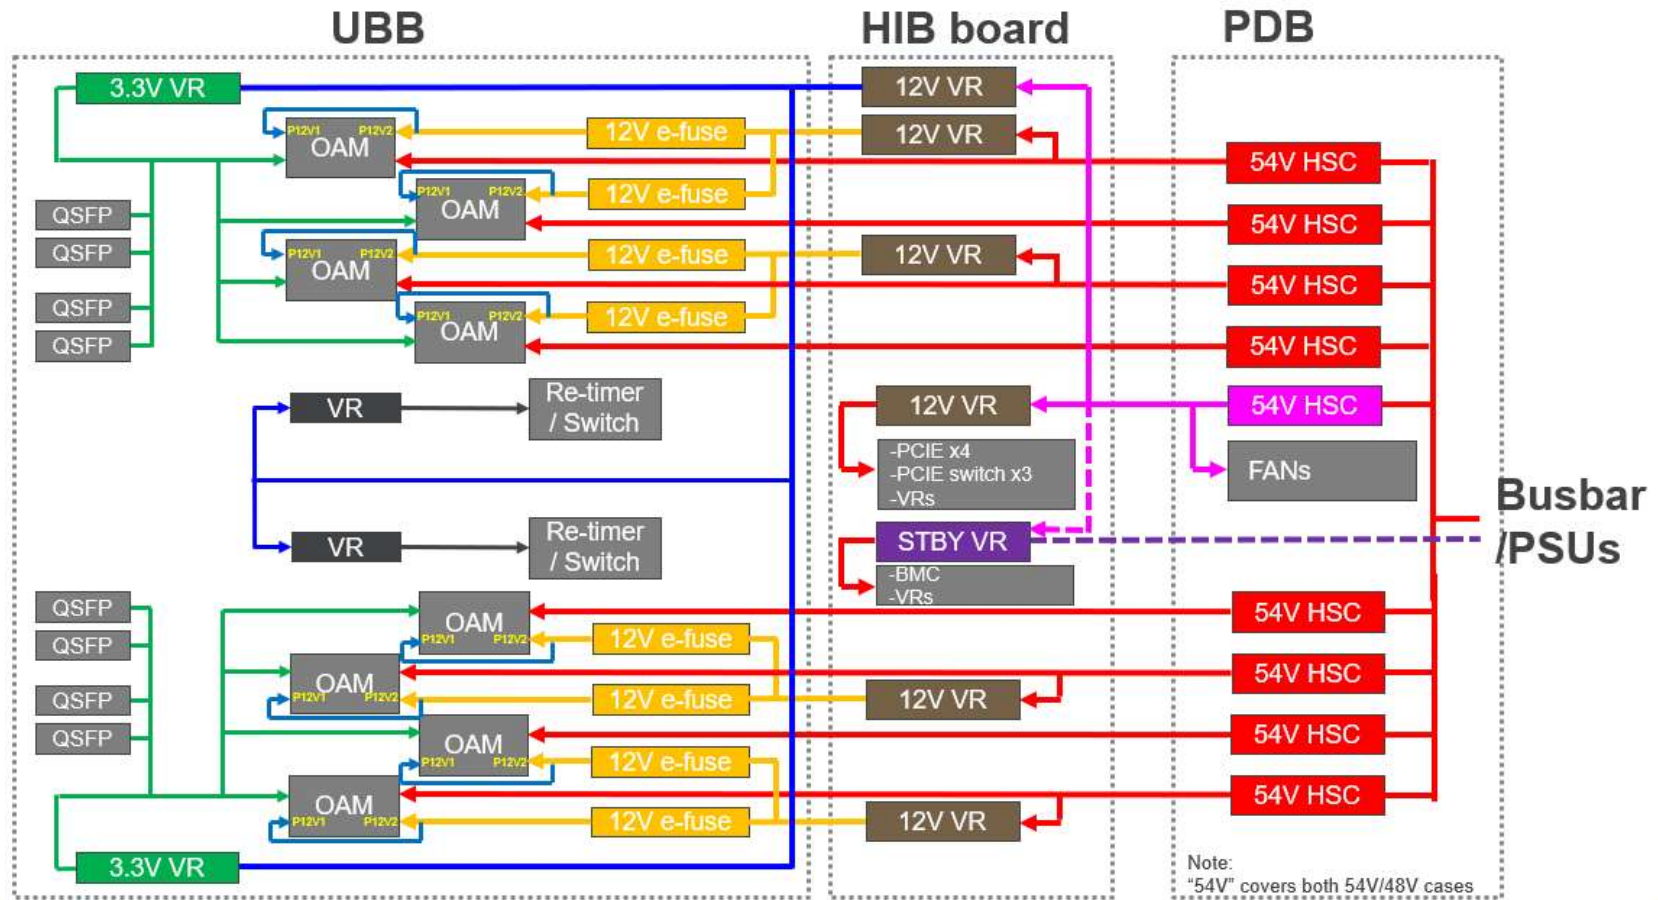 UBB
HIB board
PDB
3.3V VR
12V VR
P12V1 P12V2
OAM
12V e-fuse
12V VR
54V HSC
P12V1 P12V2
OAM
12V e-fuse
QSFP
54V HSC
QSFP
P12V1 P12V2
OAM
12V e-fuse
12V VR
54V HSC
QSFP
P12V1 P12V2
OAM
12V e-fuse
QSFP
54V HSC
VR
Re-timer
/ Switch
12V VR
54V HSC
-PCIE x4
-PCIE switch x3
-VRs
FANs
Busbar
/PSUs
VR
Re-timer
/ Switch
STBY VR
-BMC
-VRs
QSFP
OAM
P12V1 P12V2
54V HSC
12V e-fuse
QSFP
OAM
P12V1 P12V2
54V HSC
12V e-fuse
12V VR
QSFP
OAM
P12V1 P12V2
54V HSC
QSFP
12V e-fuse
OAM
P12V1 P12V2
54V HSC
12V e-fuse
12V VR
3.3V VR
Note:
“54V” covers both 54V/48V cases